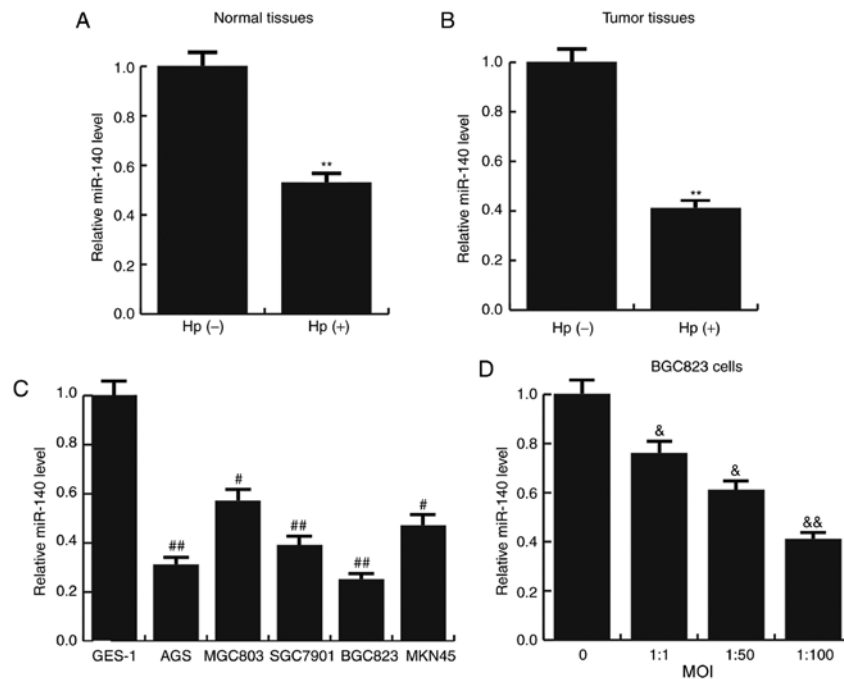 A
Normal tissues
Relative miR-140 level
1.0
0.8
0.6
0.4
0.2
0.0
**
Hp (–)
Hp (+)
B
Tumor tissues
Relative miR-140 level
1.0
0.8
0.6
0.4
0.2
0.0
**
Hp (–)
Hp (+)
C
Relative miR-140 level
1.0
0.8
0.6
0.4
0.2
0.0
##
#
##
##
#
GES-1 AGS MGC803 SGC7901 BGC823 MKN45
D
BGC823 cells
Relative miR-140 level
1.0
0.8
0.6
0.4
0.2
0.0
&
&
&&
0 1:1 1:50 1:100
MOI